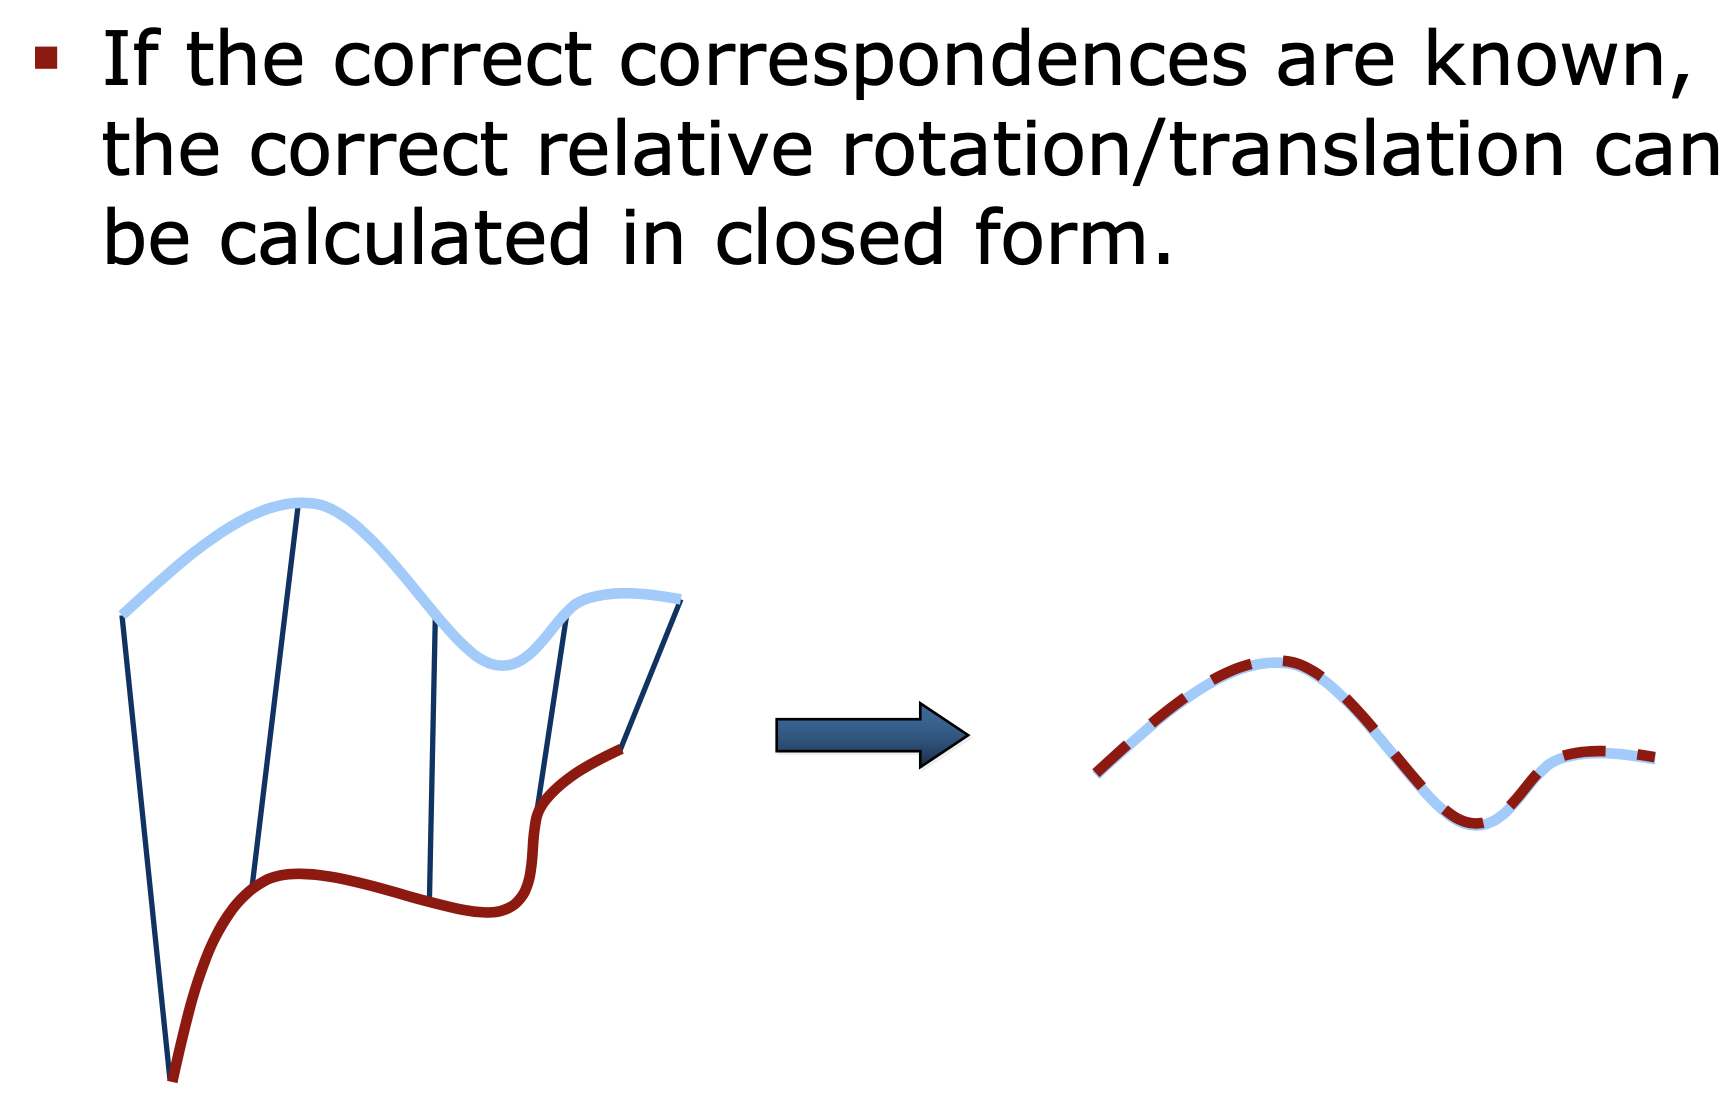 ▪ If the correct correspondences are known,
the correct relative rotation/translation can
be calculated in closed form.